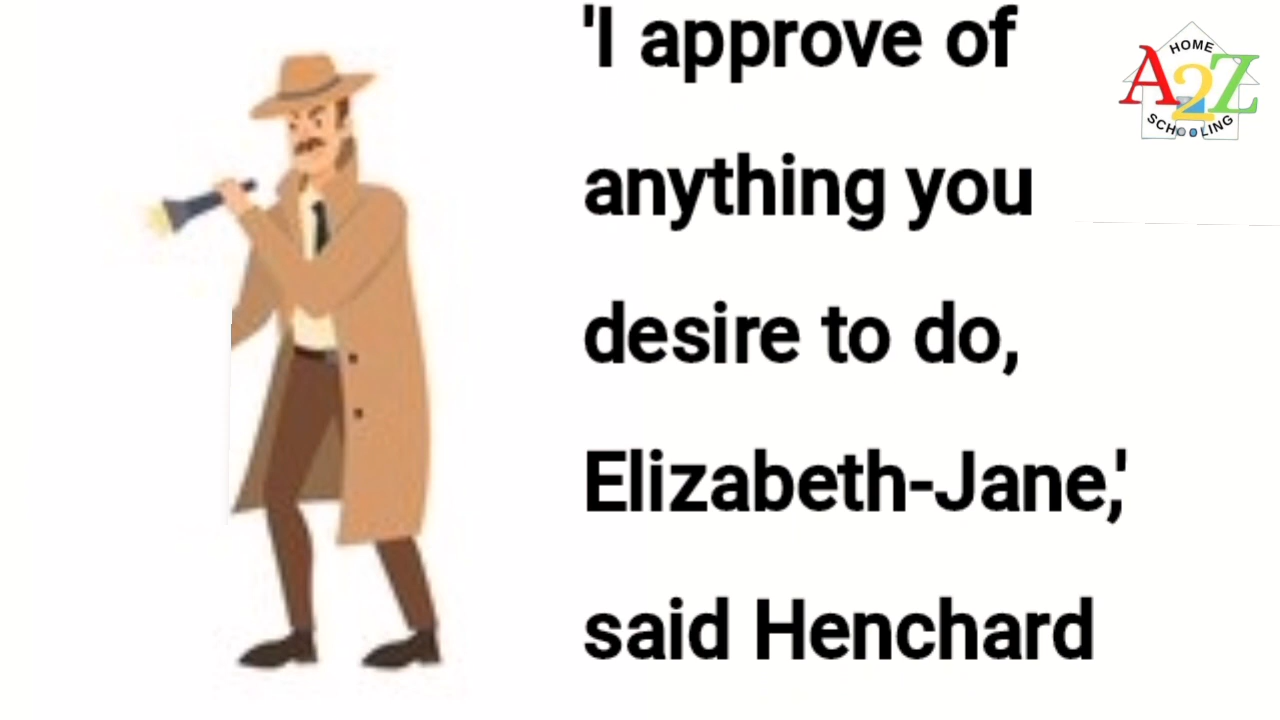 'I approve of
anything you
desire to do,
Elizabeth-Jane,'
said Henchard
HOME
A2Z
SCHOOLING